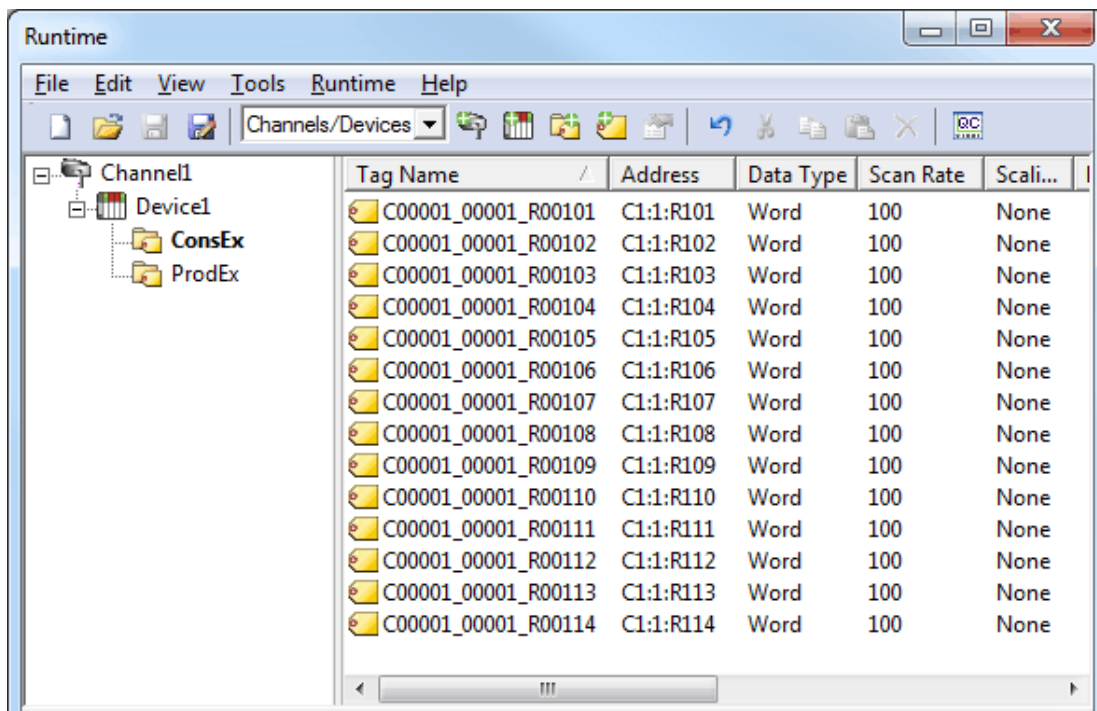 Runtime
File Edit View Tools Runtime Help
Channels/Devices
Channel1
Device1
ConsEx
ProdEx
Tag Name Address Data Type Scan Rate Scali...
C00001_00001_R00101 C1:1:R101 Word 100 None
C00001_00001_R00102 C1:1:R102 Word 100 None
C00001_00001_R00103 C1:1:R103 Word 100 None
C00001_00001_R00104 C1:1:R104 Word 100 None
C00001_00001_R00105 C1:1:R105 Word 100 None
C00001_00001_R00106 C1:1:R106 Word 100 None
C00001_00001_R00107 C1:1:R107 Word 100 None
C00001_00001_R00108 C1:1:R108 Word 100 None
C00001_00001_R00109 C1:1:R109 Word 100 None
C00001_00001_R00110 C1:1:R110 Word 100 None
C00001_00001_R00111 C1:1:R111 Word 100 None
C00001_00001_R00112 C1:1:R112 Word 100 None
C00001_00001_R00113 C1:1:R113 Word 100 None
C00001_00001_R00114 C1:1:R114 Word 100 None